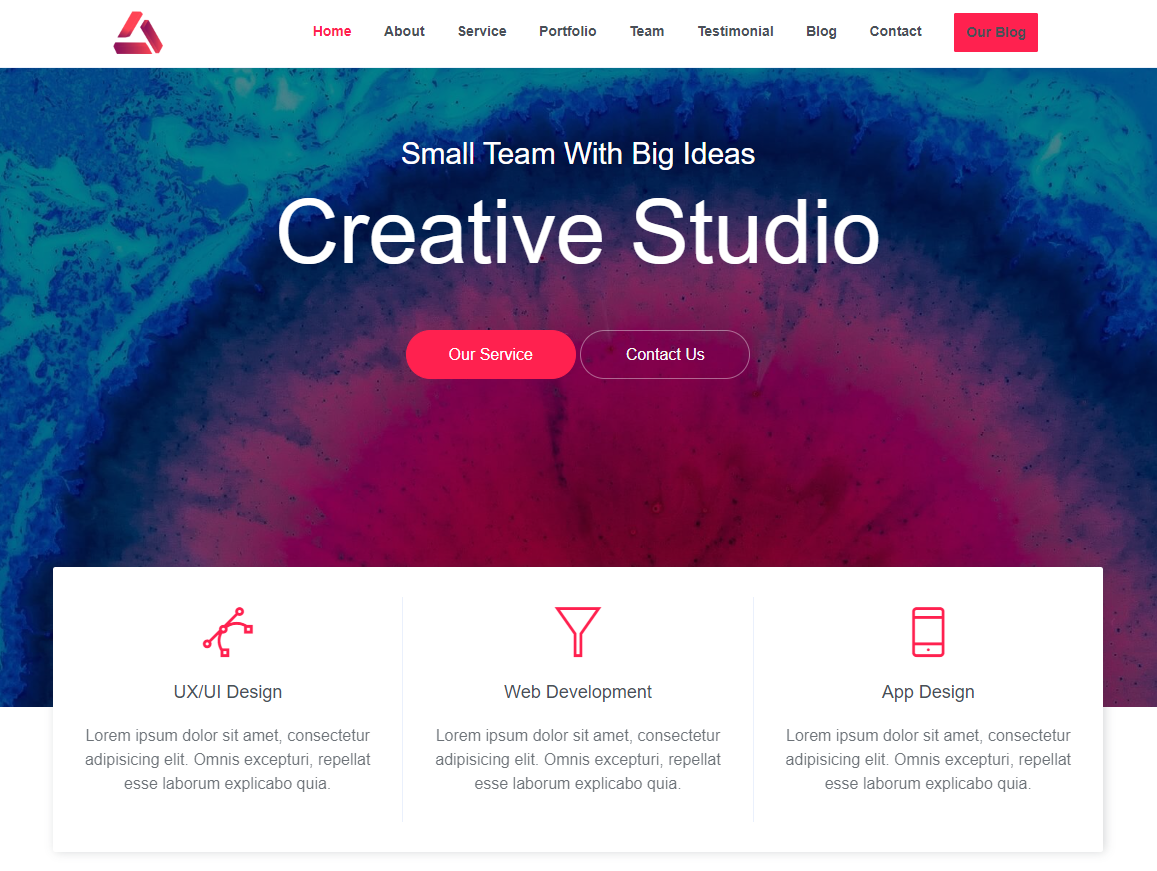 Home About Service Portfolio Team Testimonial Blog Contact Our Blog
Small Team With Big Ideas
Creative Studio
Our Service Contact Us
UX/UI Design
Lorem ipsum dolor sit amet, consectetur
adipisicing elit. Omnis excepturi, repellat
esse laborum explicabo quia.
Web Development
Lorem ipsum dolor sit amet, consectetur
adipisicing elit. Omnis excepturi, repellat
esse laborum explicabo quia.
App Design
Lorem ipsum dolor sit amet, consectetur
adipisicing elit. Omnis excepturi, repellat
esse laborum explicabo quia.